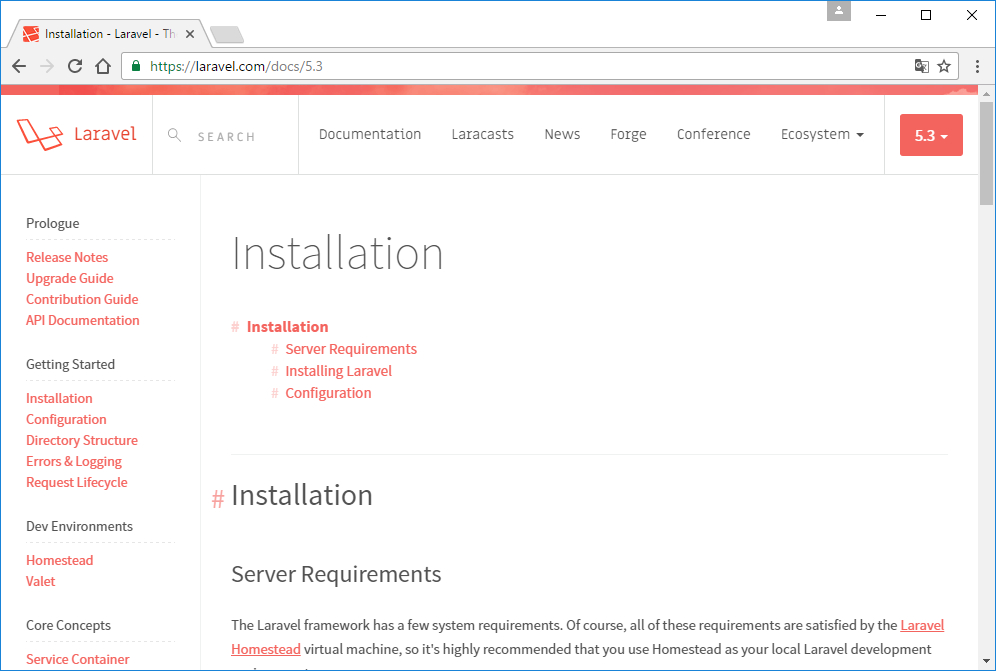 Installation - Laravel - Th
https://laravel.com/docs/5.3
Laravel
SEARCH
Documentation
Laracasts
News
Forge
Conference
Ecosystem
5.3
Prologue
Release Notes
Upgrade Guide
Contribution Guide
API Documentation
Getting Started
Installation
Configuration
Directory Structure
Errors & Logging
Request Lifecycle
Dev Environments
Homestead
Valet
Core Concepts
Service Container
Installation
# Installation
# Server Requirements
# Installing Laravel
# Configuration
# Installation
Server Requirements
The Laravel framework has a few system requirements. Of course, all of these requirements are satisfied by the Laravel
Homestead virtual machine, so it's highly recommended that you use Homestead as your local Laravel development